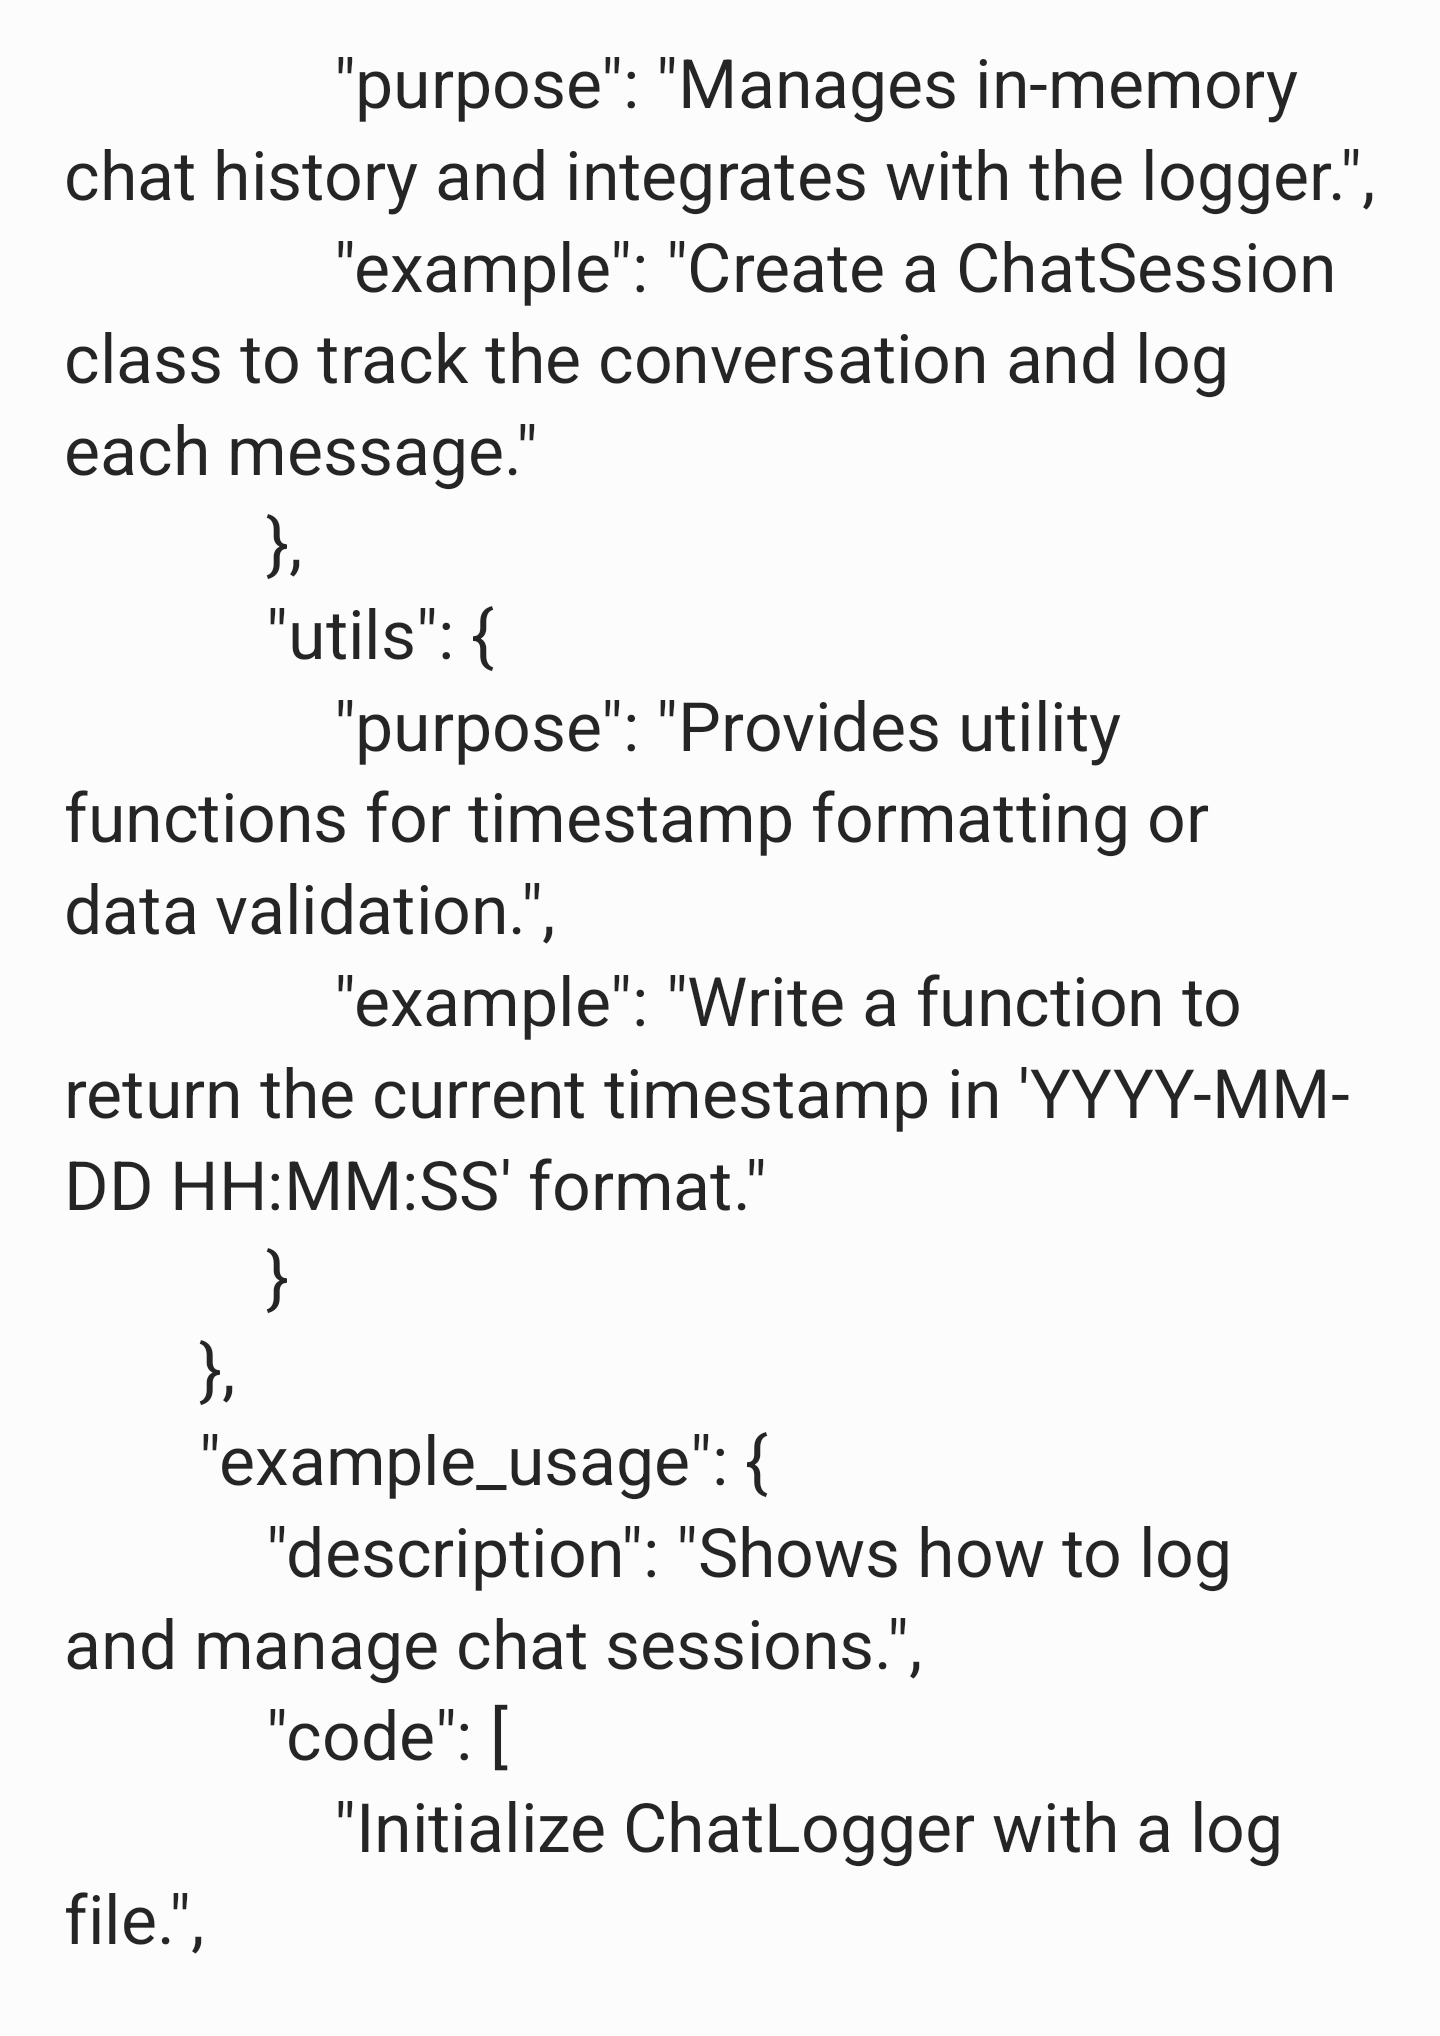 "purpose": "Manages in-memory
chat history and integrates with the logger.",
"example": "Create a ChatSession
class to track the conversation and log
each message."
},
"utils": {
"purpose": "Provides utility
functions for timestamp formatting or
data validation.",
"example": "Write a function to
return the current timestamp in 'YYYY-MM-
DD HH:MM:SS' format."
}
},
"example_usage": {
"description": "Shows how to log
and manage chat sessions.",
"code": [
"Initialize ChatLogger with a log
file.",